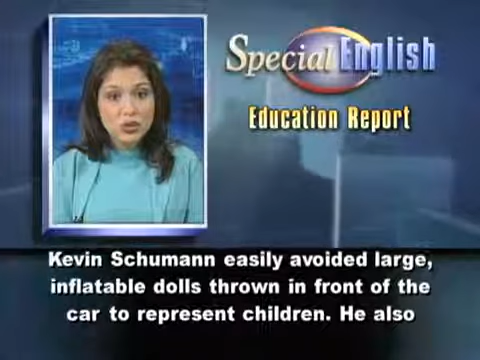 Special English
Education Report
Kevin Schumann easily avoided large,
inflatable dolls thrown in front of the
car to represent children. He also